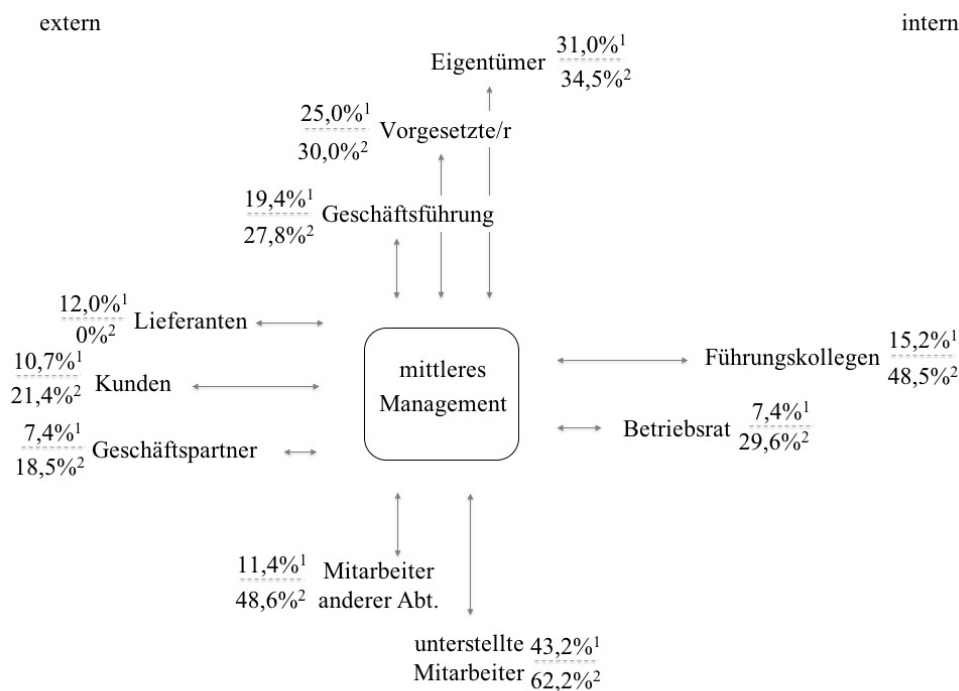 extern
intern
Eigentümer 31,0%¹
34,5%²
25,0%¹
Vorgesetzte/r
30,0%²
19,4%¹
Geschäftsführung
27,8%²
12,0%¹
Lieferanten
0%²
10,7%¹
Kunden
21,4%²
7,4%¹
Geschäftspartner
18,5%²
mittleres
Management
Führungskollegen
15,2%¹
48,5%²
Betriebsrat
7,4%¹
29,6%²
11,4%¹
48,6%²
Mitarbeiter
anderer Abt.
unterstellte
Mitarbeiter
43,2%¹
62,2%²